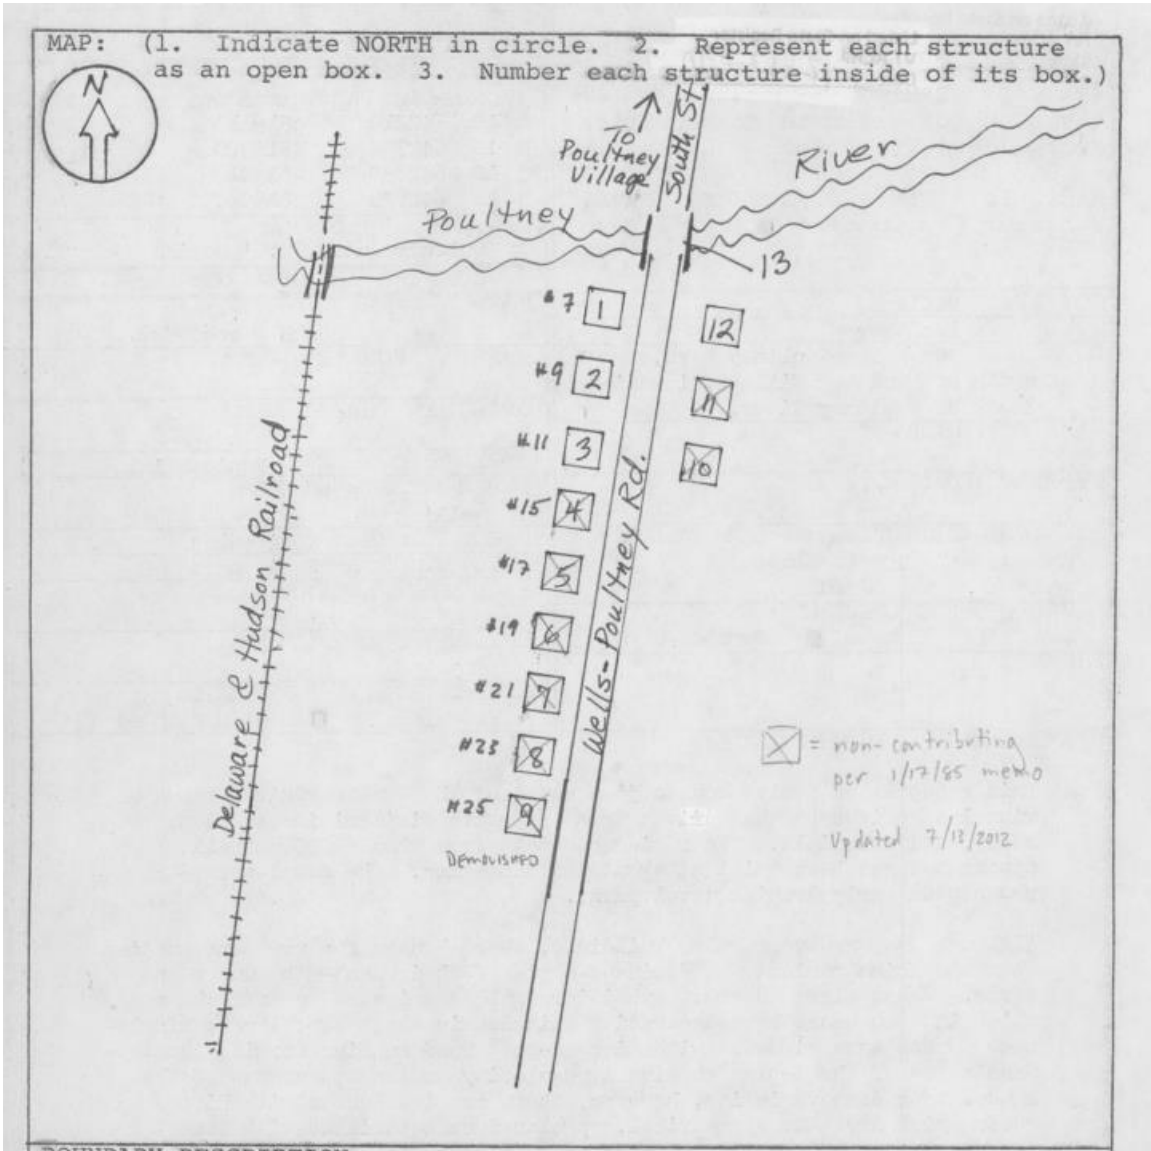 MAP: (1. Indicate NORTH in circle. 2. Represent each structure
as an open box. 3. Number each structure inside of its box.)
N
To
Poultney
Village
South St
Poultney
River
13
#7 1
12
#9 2
11
#11 3
10
#15 4
#17 5
#19 6
#21 7
#23 8
#25 9
DEMOLISHED
Wells-Poultney Rd.
Delaware & Hudson Railroad
= non-contributing
per 1/17/85 memo
Updated 7/13/2012
BOUNDARY DESCRIPTION